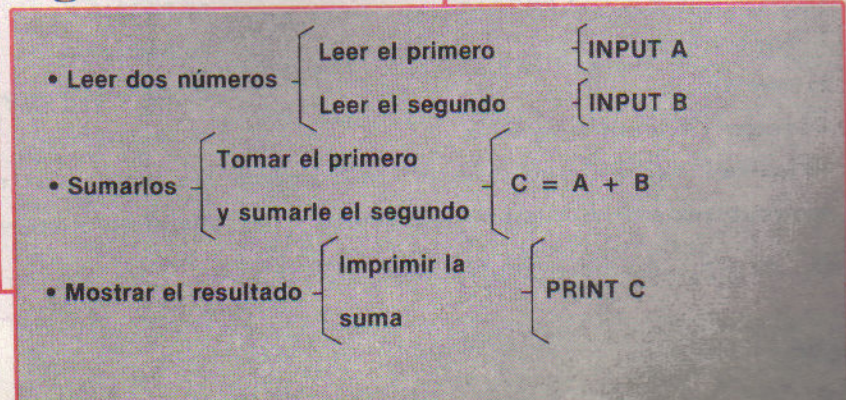 Leer el primero INPUT A
• Leer dos números
Leer el segundo INPUT B
Tomar el primero
• Sumarlos C = A + B
y sumarle el segundo
Imprimir la
• Mostrar el resultado PRINT C
suma